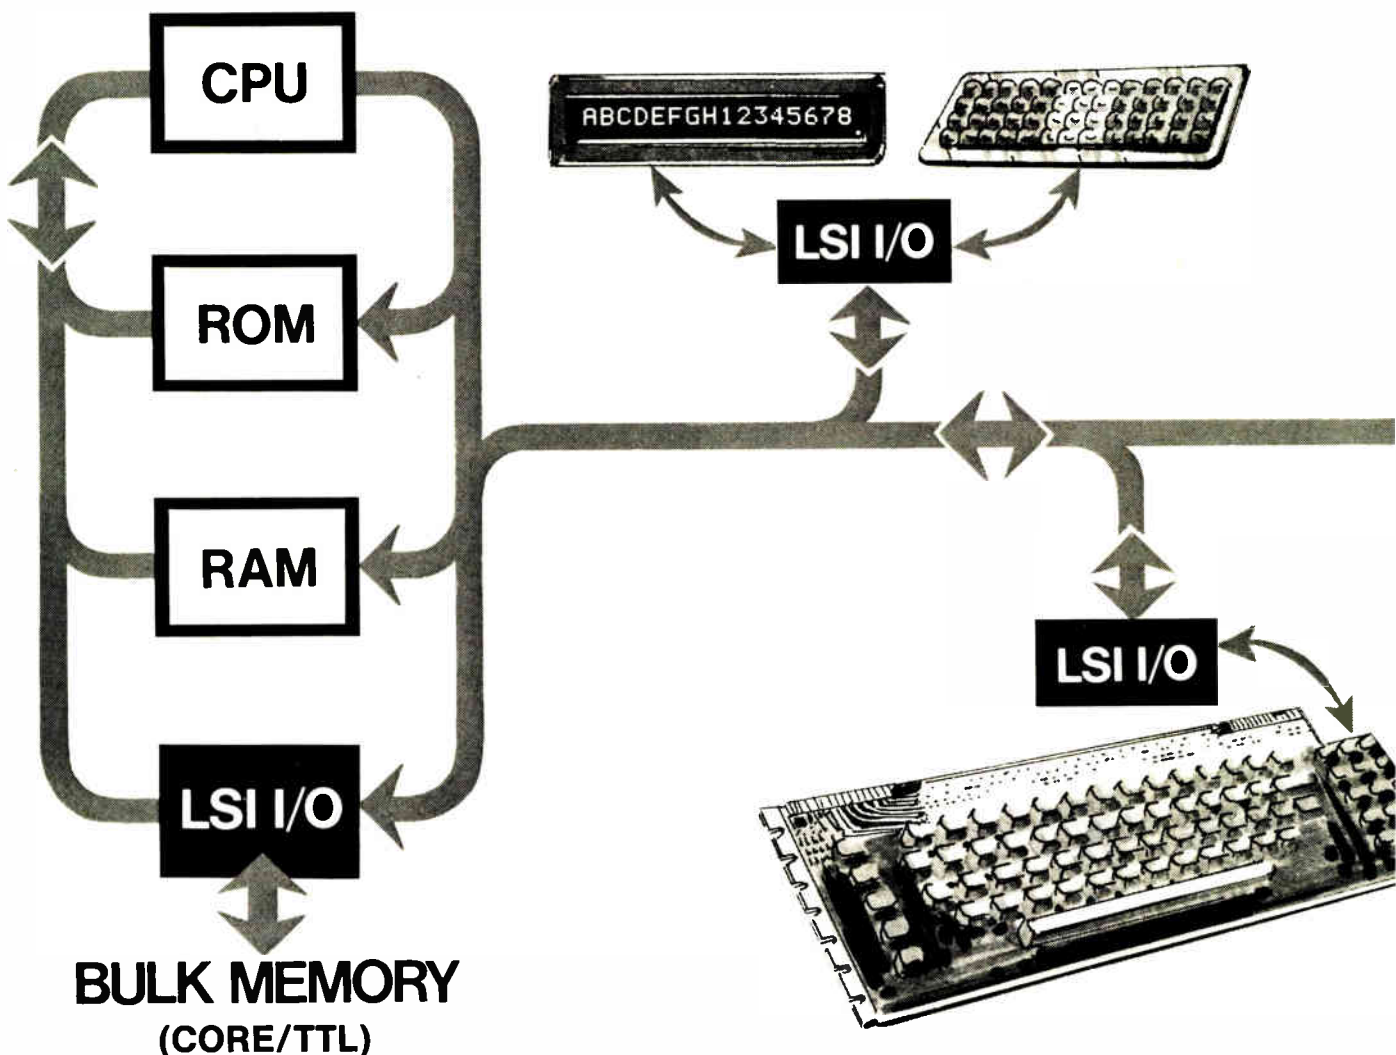 CPU
ABCDEFGH12345678
LSI I/O
ROM
RAM
LSI I/O
LSI I/O
BULK MEMORY
(CORE/TTL)